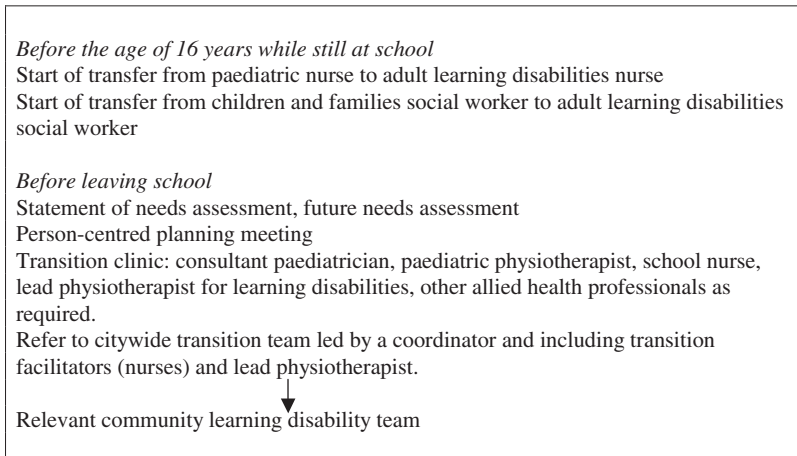 Before the age of 16 years while still at school
Start of transfer from paediatric nurse to adult learning disabilities nurse
Start of transfer from children and families social worker to adult learning disabilities
social worker
Before leaving school
Statement of needs assessment, future needs assessment
Person-centred planning meeting
Transition clinic: consultant paediatrician, paediatric physiotherapist, school nurse,
lead physiotherapist for learning disabilities, other allied health professionals as
required.
Refer to citywide transition team led by a coordinator and including transition
facilitators (nurses) and lead physiotherapist.
Relevant community learning disability team